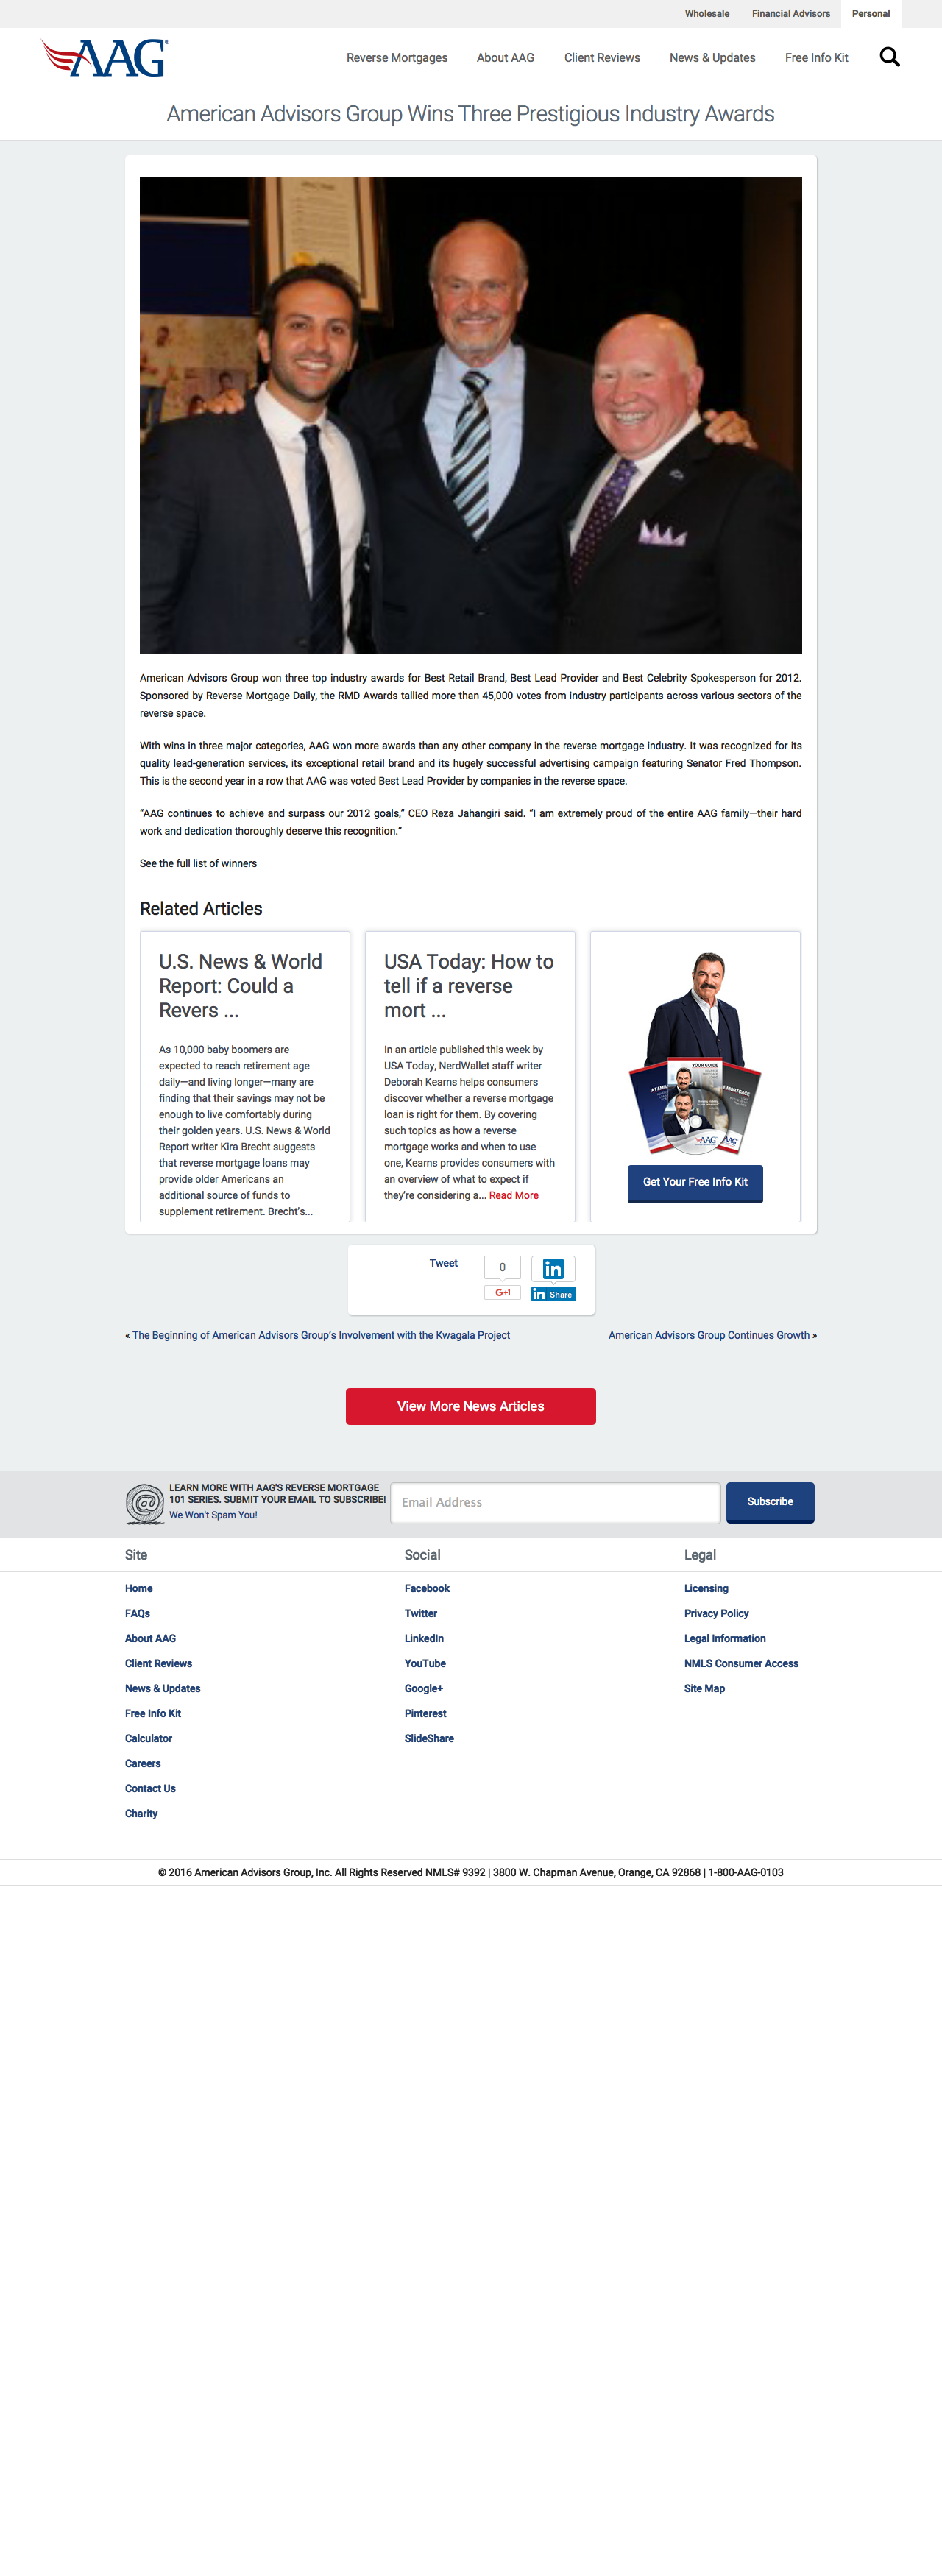 Wholesale Financial Advisors Personal
AAG®
Reverse Mortgages About AAG Client Reviews News & Updates Free Info Kit
American Advisors Group Wins Three Prestigious Industry Awards
American Advisors Group won three top industry awards for Best Retail Brand, Best Lead Provider and Best Celebrity Spokesperson for 2012.
Sponsored by Reverse Mortgage Daily, the RMD Awards tallied more than 45,000 votes from industry participants across various sectors of the
reverse space.
With wins in three major categories, AAG won more awards than any other company in the reverse mortgage industry. It was recognized for its
quality lead-generation services, its exceptional retail brand and its hugely successful advertising campaign featuring Senator Fred Thompson.
This is the second year in a row that AAG was voted Best Lead Provider by companies in the reverse space.
“AAG continues to achieve and surpass our 2012 goals,” CEO Reza Jahangiri said. “I am extremely proud of the entire AAG family—their hard
work and dedication thoroughly deserve this recognition.”
See the full list of winners
Related Articles
U.S. News & World
Report: Could a
Revers ...
As 10,000 baby boomers are
expected to reach retirement age
daily—and living longer—many are
finding that their savings may not be
enough to live comfortably during
their golden years. U.S. News & World
Report writer Kira Brecht suggests
that reverse mortgage loans may
provide older Americans an
additional source of funds to
supplement retirement. Brecht’s...
USA Today: How to
tell if a reverse
mort ...
In an article published this week by
USA Today, NerdWallet staff writer
Deborah Kearns helps consumers
discover whether a reverse mortgage
loan is right for them. By covering
such topics as how a reverse
mortgage works and when to use
one, Kearns provides consumers with
an overview of what to expect if
they’re considering a... Read More
YOUR GUIDE
A FAMI
E MORTGAGE
AAG
AAG
Get Your Free Info Kit
Tweet
0
G+1
in
in Share
« The Beginning of American Advisors Group’s Involvement with the Kwagala Project
American Advisors Group Continues Growth »
View More News Articles
LEARN MORE WITH AAG'S REVERSE MORTGAGE
101 SERIES. SUBMIT YOUR EMAIL TO SUBSCRIBE!
We Won't Spam You!
Email Address
Subscribe
Site
Home
FAQs
About AAG
Client Reviews
News & Updates
Free Info Kit
Calculator
Careers
Contact Us
Charity
Social
Facebook
Twitter
LinkedIn
YouTube
Google+
Pinterest
SlideShare
Legal
Licensing
Privacy Policy
Legal Information
NMLS Consumer Access
Site Map
© 2016 American Advisors Group, Inc. All Rights Reserved NMLS# 9392 | 3800 W. Chapman Avenue, Orange, CA 92868 | 1-800-AAG-0103